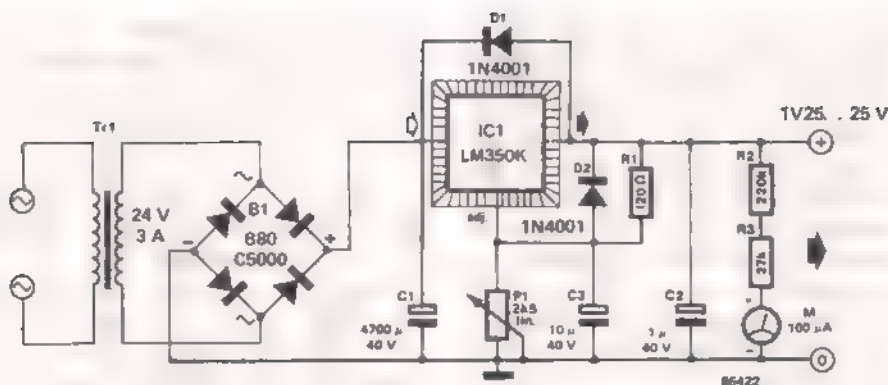 D1
1N4001
IC1
LM350K
adj.
1V25. . 25 V
+
Tr1
24 V
3 A
B1
B80
C5000
~
~
-
+
D2
1N4001
R1
120 Ω
R2
220k
R3
27k
C1
4700 µ
40 V
P1
2k5
lin.
C3
10 µ
40 V
C2
1 µ
40 V
+
M
100 µA
-
0